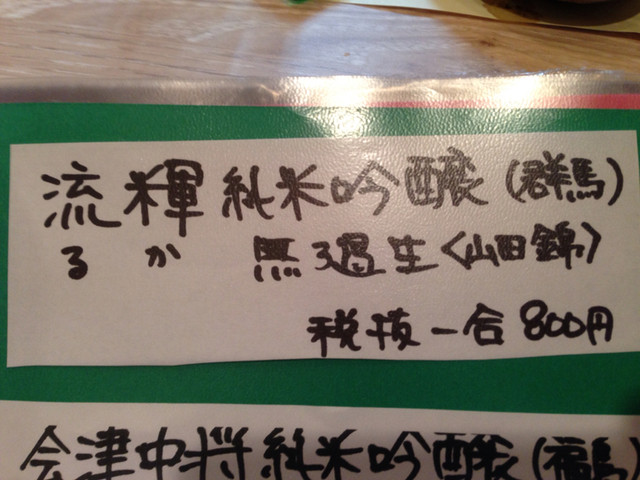 流輝純米吟醸(群馬)
るか 無ろ過生〈山田錦〉
税抜一合800円
会津中将純米吟醸(福島)